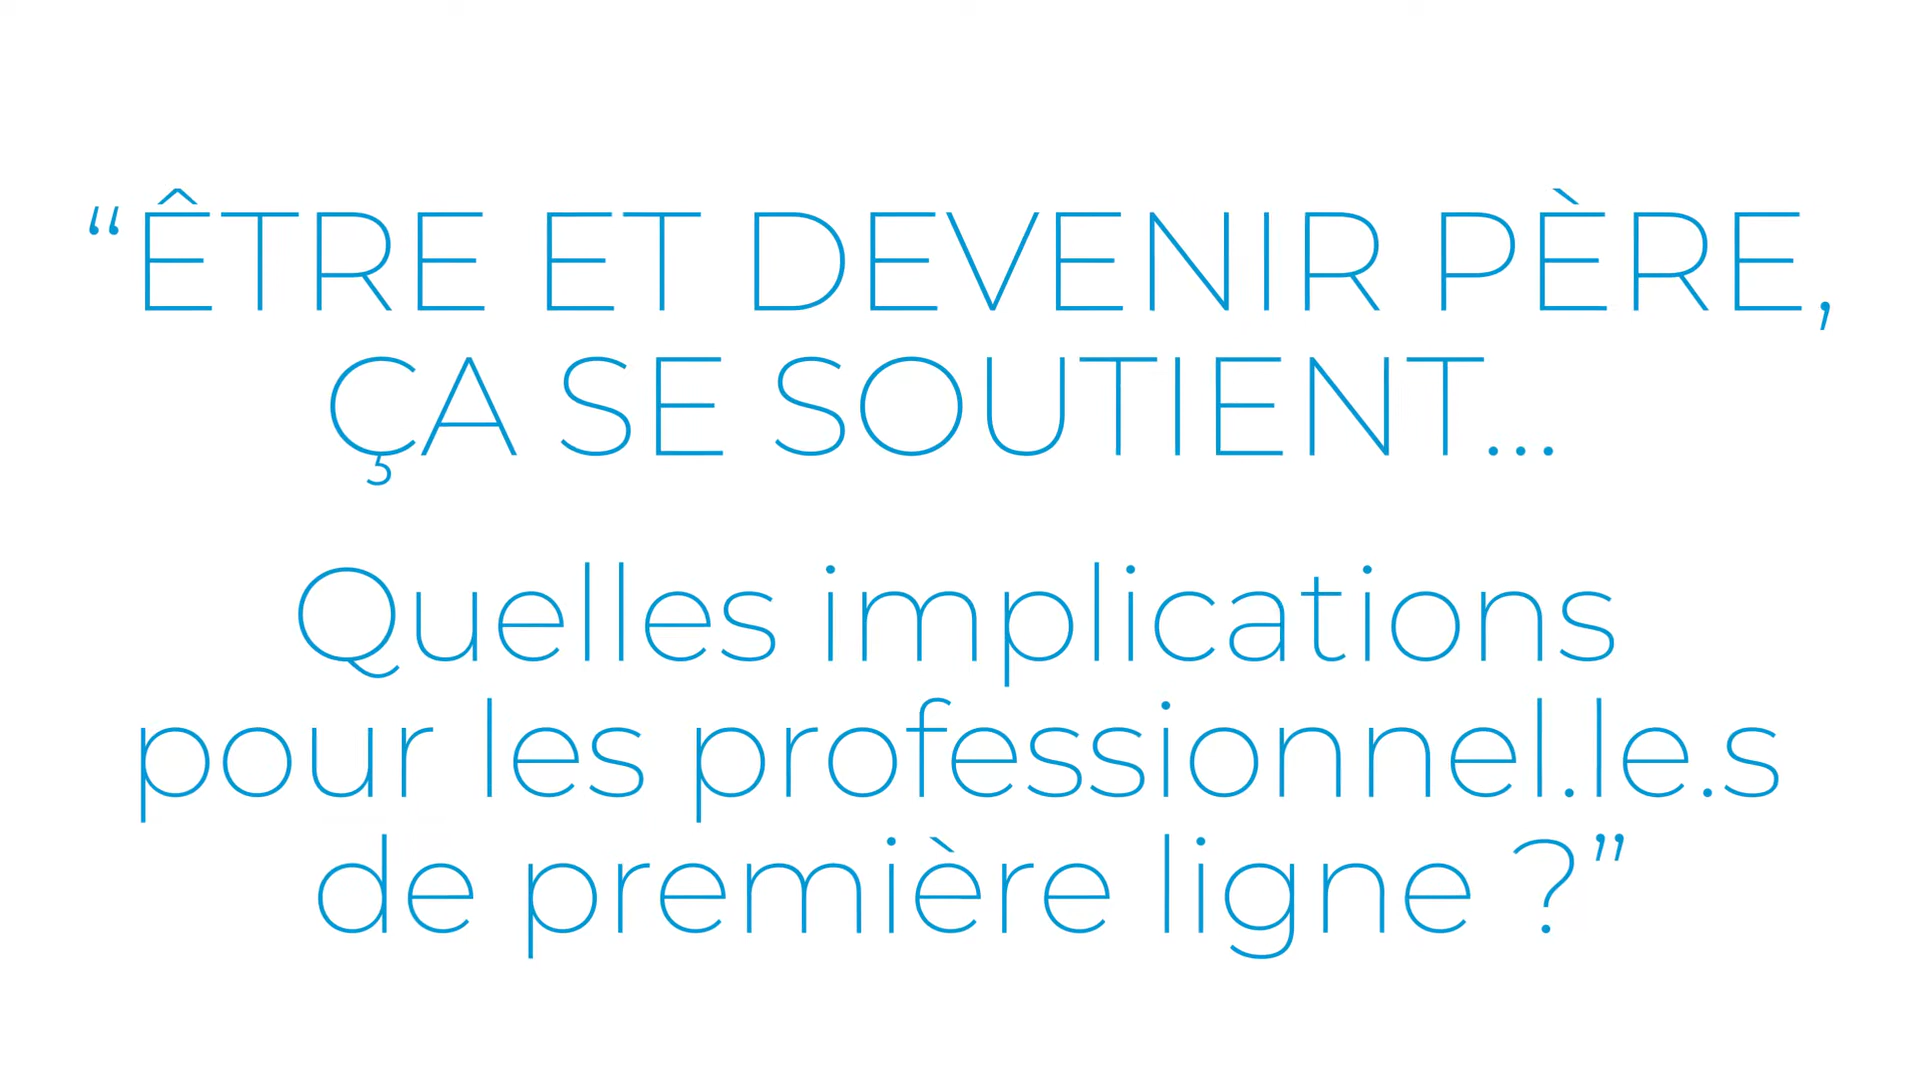 “ÊTRE ET DEVENIR PÈRE,
ÇA SE SOUTIENT...
Quelles implications
pour les professionnel.le.s
de première ligne ?”